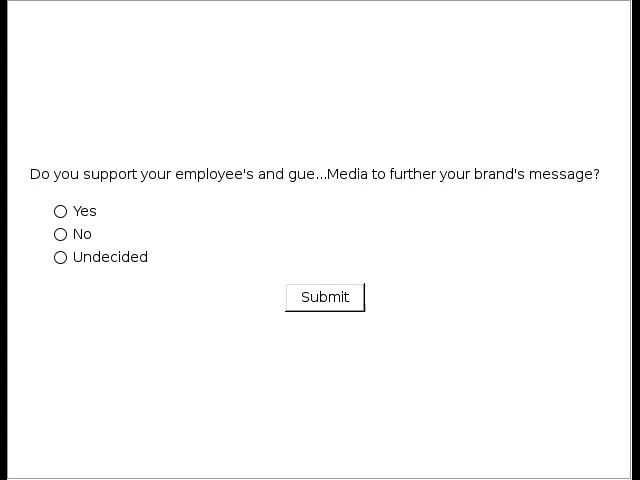 Do you support your employee's and gue...Media to further your brand's message?
Yes
No
Undecided
Submit